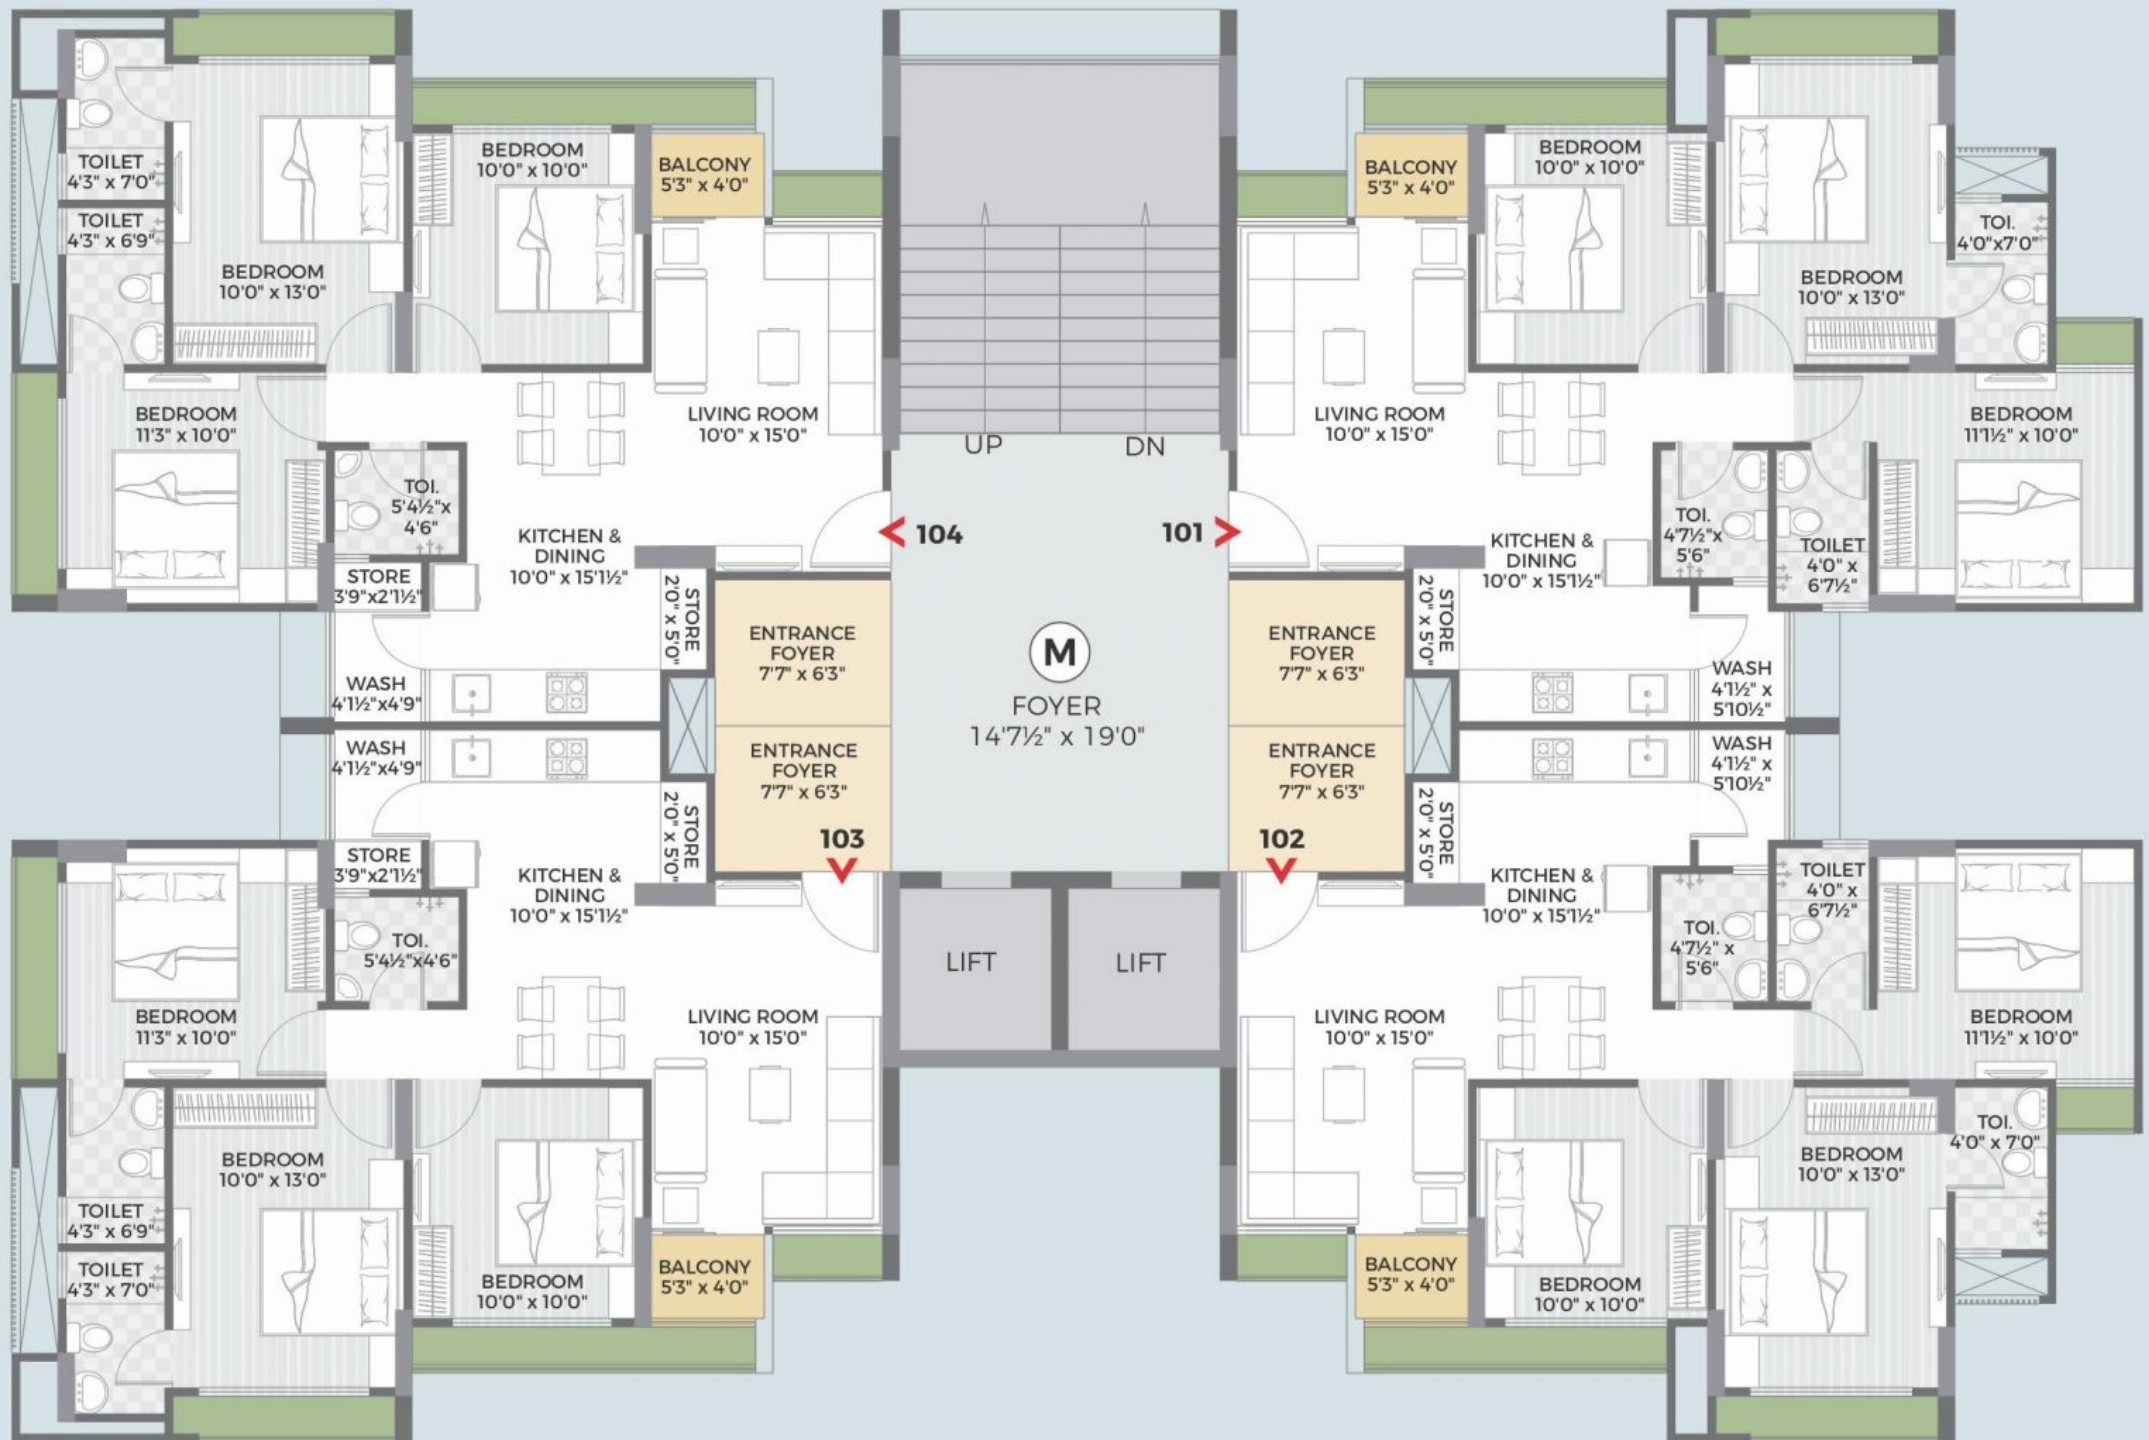 TOILET
4'3" x 7'0"
TOILET
4'3" x 6'9"
BEDROOM
10'0" x 13'0"
BEDROOM
10'0" x 10'0"
BALCONY
5'3" x 4'0"
LIVING ROOM
10'0" x 15'0"
BEDROOM
11'3" x 10'0"
TOI.
5'4½"x
4'6"
STORE
3'9"x2'1½"
KITCHEN &
DINING
10'0" x 15'1½"
STORE
2'0" x 5'0"
WASH
4'1½"x4'9"
ENTRANCE
FOYER
7'7" x 6'3"
104
UP
DN
101
M
FOYER
14'7½" x 19'0"
BALCONY
5'3" x 4'0"
BEDROOM
10'0" x 10'0"
BEDROOM
10'0" x 13'0"
TOI.
4'0"x7'0"
LIVING ROOM
10'0" x 15'0"
BEDROOM
11'1½" x 10'0"
TOI.
4'7½"x
5'6"
TOILET
4'0" x
6'7½"
KITCHEN &
DINING
10'0" x 15'1½"
STORE
2'0" x 5'0"
ENTRANCE
FOYER
7'7" x 6'3"
WASH
4'1½" x
5'10½"
WASH
4'1½"x4'9"
STORE
2'0" x 5'0"
ENTRANCE
FOYER
7'7" x 6'3"
103
STORE
3'9"x2'1½"
KITCHEN &
DINING
10'0" x 15'1½"
TOI.
5'4½"x4'6"
BEDROOM
11'3" x 10'0"
LIVING ROOM
10'0" x 15'0"
BEDROOM
10'0" x 13'0"
TOILET
4'3" x 6'9"
TOILET
4'3" x 7'0"
BEDROOM
10'0" x 10'0"
BALCONY
5'3" x 4'0"
LIFT
LIFT
ENTRANCE
FOYER
7'7" x 6'3"
102
STORE
2'0" x 5'0"
WASH
4'1½" x
5'10½"
KITCHEN &
DINING
10'0" x 15'1½"
TOILET
4'0" x
6'7½"
TOI.
4'7½" x
5'6"
LIVING ROOM
10'0" x 15'0"
BEDROOM
11'1½" x 10'0"
TOI.
4'0" x 7'0"
BEDROOM
10'0" x 13'0"
BALCONY
5'3" x 4'0"
BEDROOM
10'0" x 10'0"